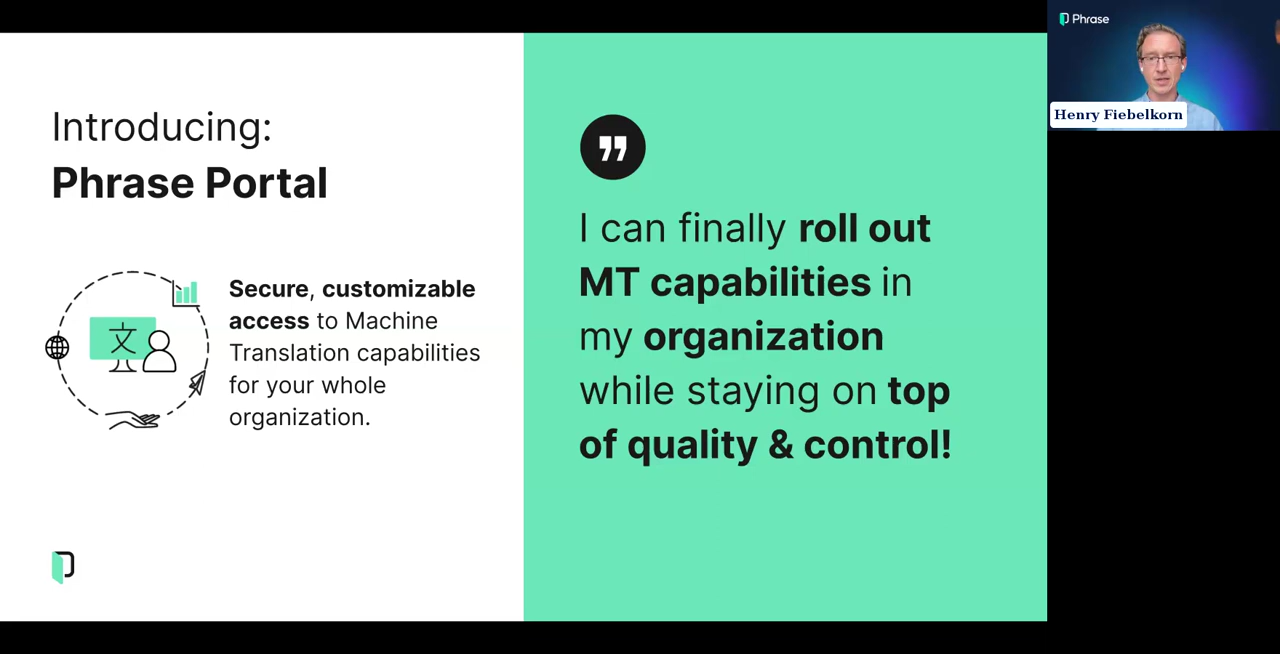 Introducing:
Phrase Portal
Secure, customizable
access to Machine
Translation capabilities
for your whole
organization.
文
”
I can finally roll out
MT capabilities in
my organization
while staying on top
of quality & control!
Phrase
Henry Fiebelkorn